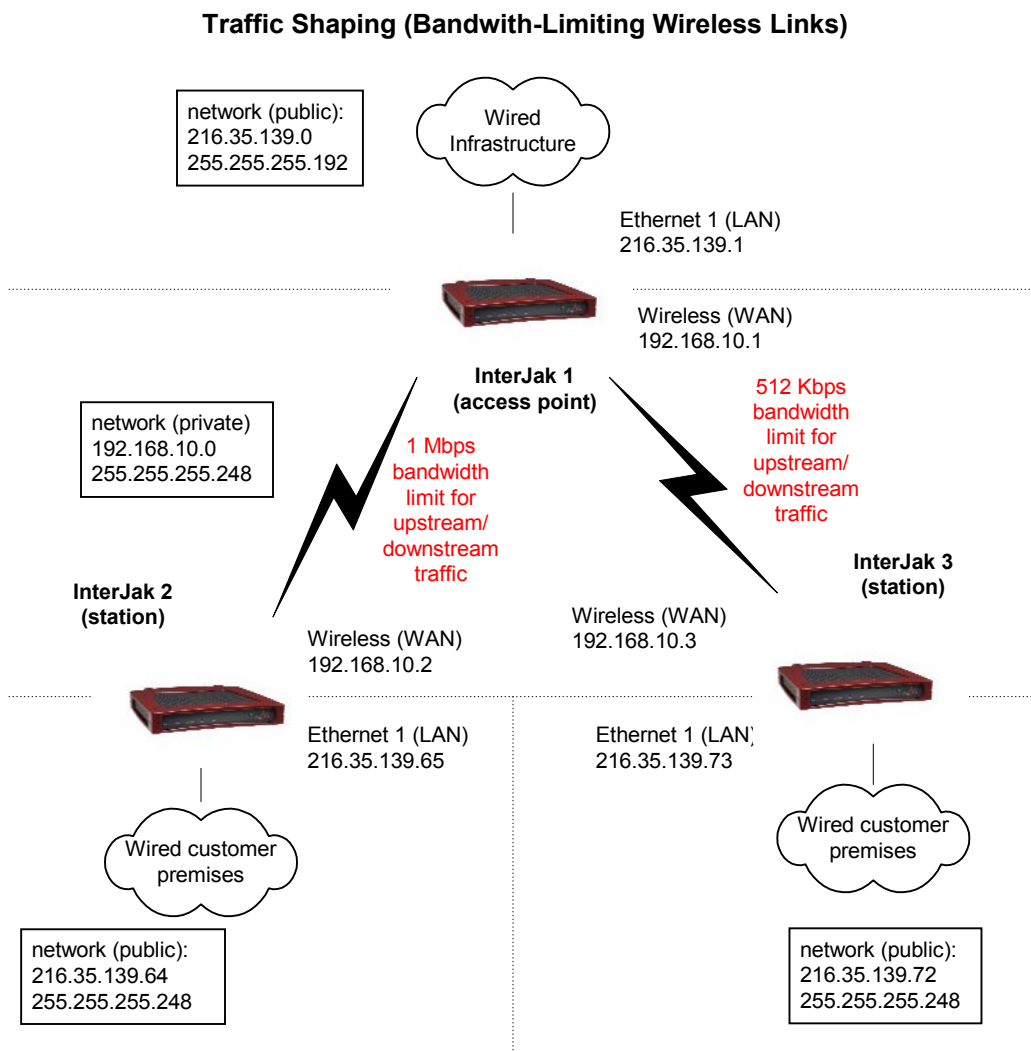 Traffic Shaping (Bandwith-Limiting Wireless Links)
network (public):
216.35.139.0
255.255.255.192
Wired
Infrastructure
Ethernet 1 (LAN)
216.35.139.1
Wireless (WAN)
192.168.10.1
InterJak 1
(access point)
512 Kbps
bandwidth
limit for
upstream/
downstream
traffic
network (private)
192.168.10.0
255.255.255.248
1 Mbps
bandwidth
limit for
upstream/
downstream
traffic
InterJak 2
(station)
InterJak 3
(station)
Wireless (WAN)
192.168.10.2
Wireless (WAN)
192.168.10.3
Ethernet 1 (LAN)
216.35.139.65
Ethernet 1 (LAN)
216.35.139.73
Wired customer
premises
Wired customer
premises
network (public):
216.35.139.64
255.255.255.248
network (public):
216.35.139.72
255.255.255.248